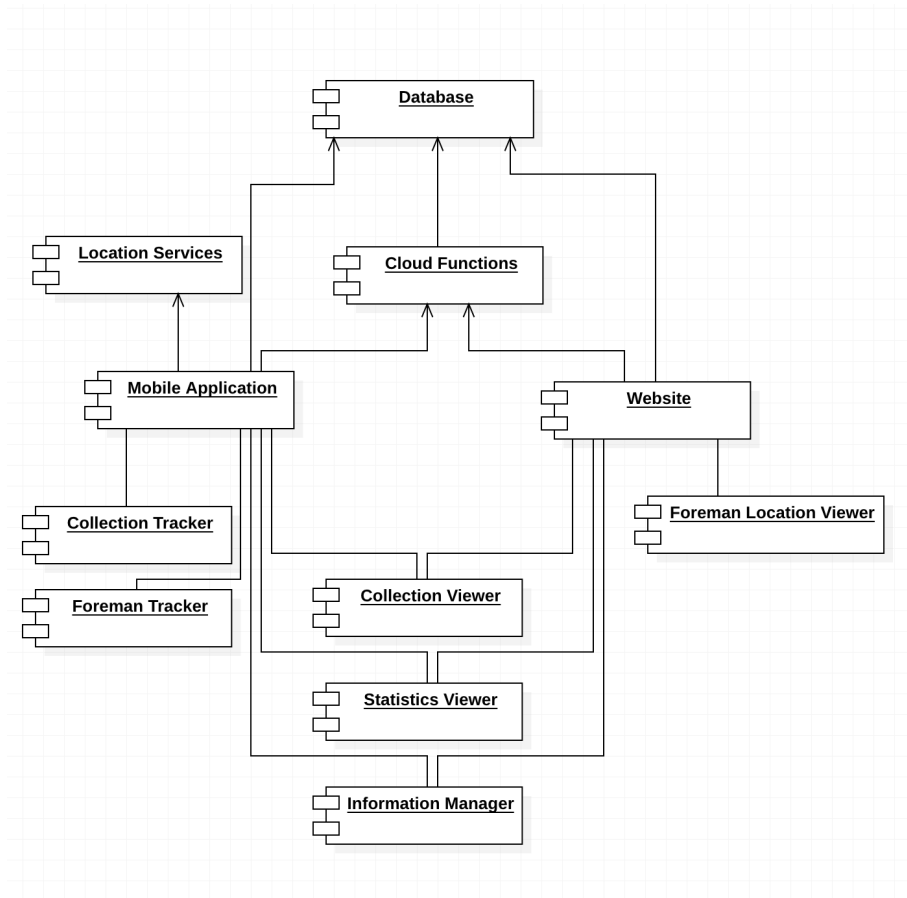 Database
Location Services
Cloud Functions
Mobile Application
Website
Collection Tracker
Foreman Location Viewer
Foreman Tracker
Collection Viewer
Statistics Viewer
Information Manager